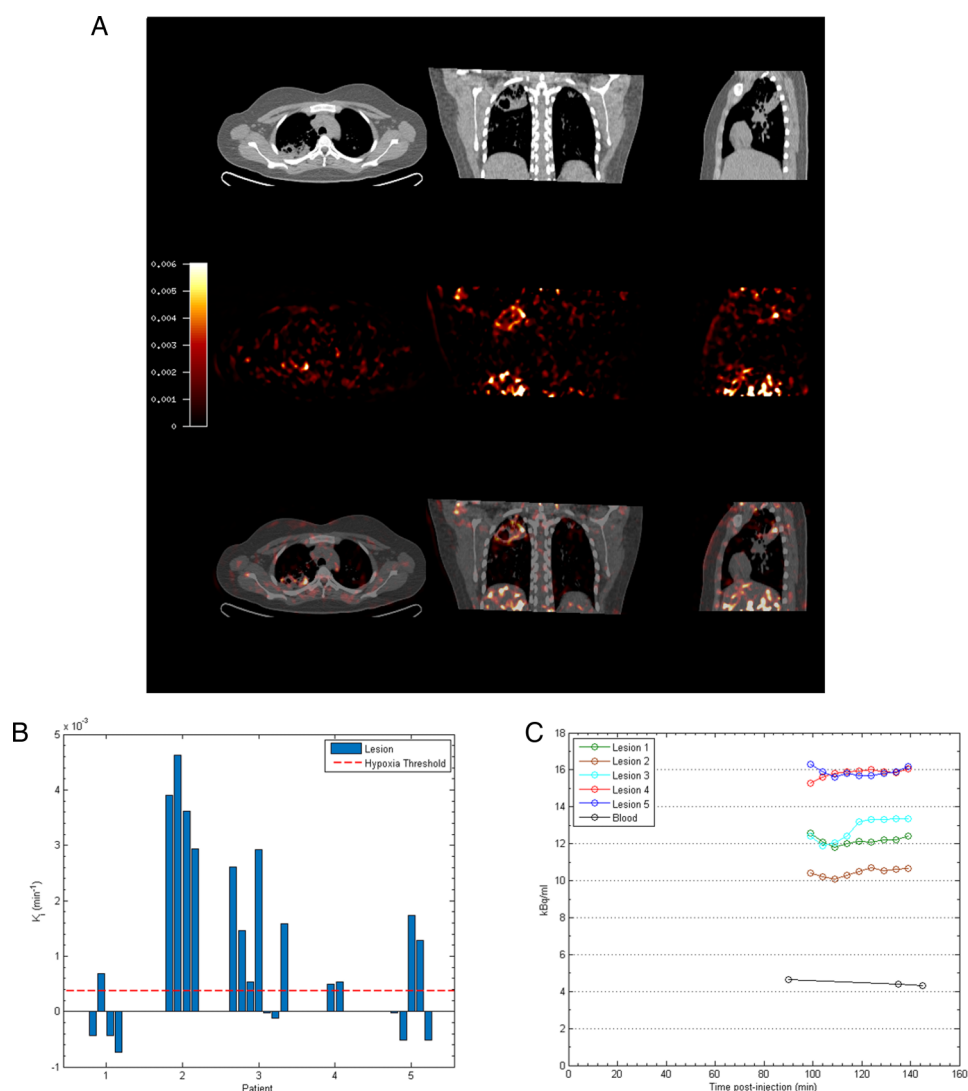 A
0.006
0.005
0.004
0.003
0.002
0.001
0
B
x 10⁻³
5
4
3
2
1
0
-1
Kᵢ (min⁻¹)
Lesion
Hypoxia Threshold
1 2 3 4 5
Patient
C
18
16
14
12
10
8
6
4
2
0
kBq/ml
Lesion 1
Lesion 2
Lesion 3
Lesion 4
Lesion 5
Blood
0 20 40 60 80 100 120 140 160
Time post-injection (min)